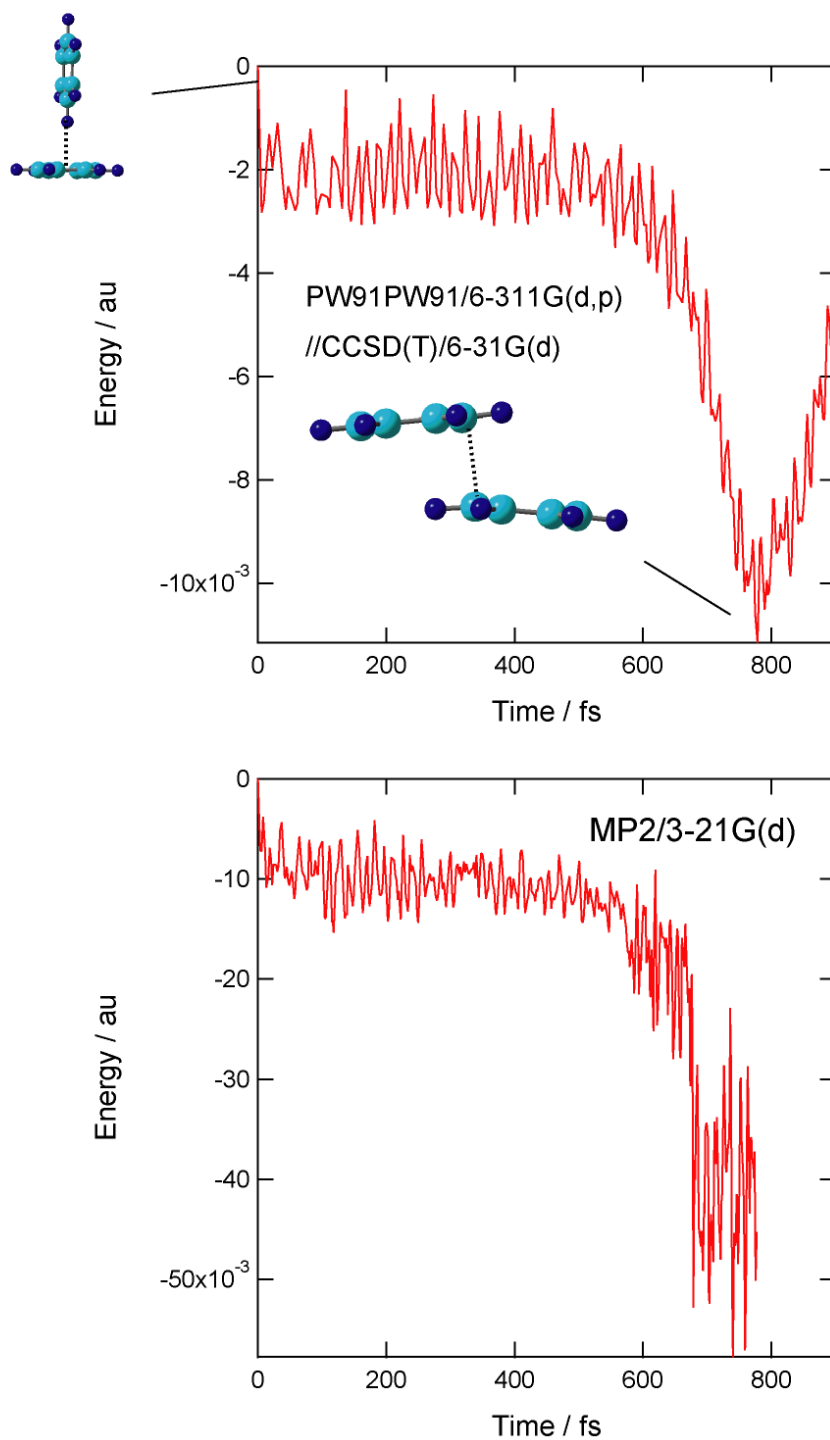 0
-2
-4
-6
-8
-10x10⁻³
Energy / au
PW91PW91/6-311G(d,p)
//CCSD(T)/6-31G(d)
0 200 400 600 800
Time / fs
0
-10
-20
-30
-40
-50x10⁻³
Energy / au
MP2/3-21G(d)
0 200 400 600 800
Time / fs